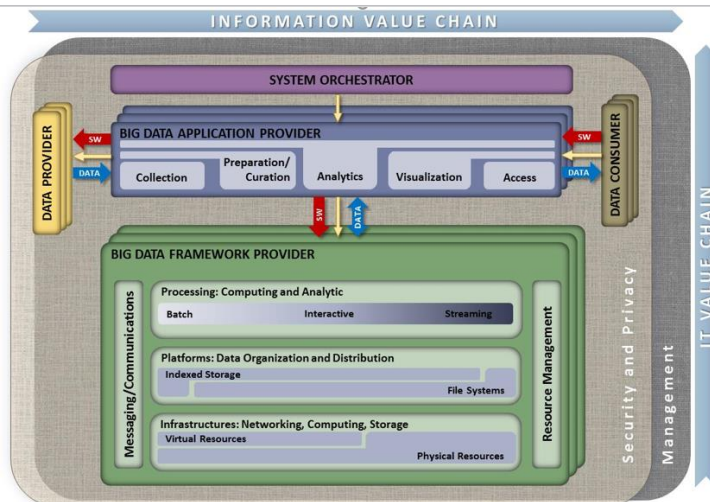 INFORMATION VALUE CHAIN
SYSTEM ORCHESTRATOR
DATA PROVIDER
SW
DATA
BIG DATA APPLICATION PROVIDER
Collection
Preparation/
Curation
Analytics
Visualization
Access
SW
DATA
DATA CONSUMER
SW
DATA
BIG DATA FRAMEWORK PROVIDER
Messaging/Communications
Processing: Computing and Analytic
Batch
Interactive
Streaming
Platforms: Data Organization and Distribution
Indexed Storage
File Systems
Infrastructures: Networking, Computing, Storage
Virtual Resources
Physical Resources
Resource Management
Security and Privacy
Management
IT VALUE CHAIN